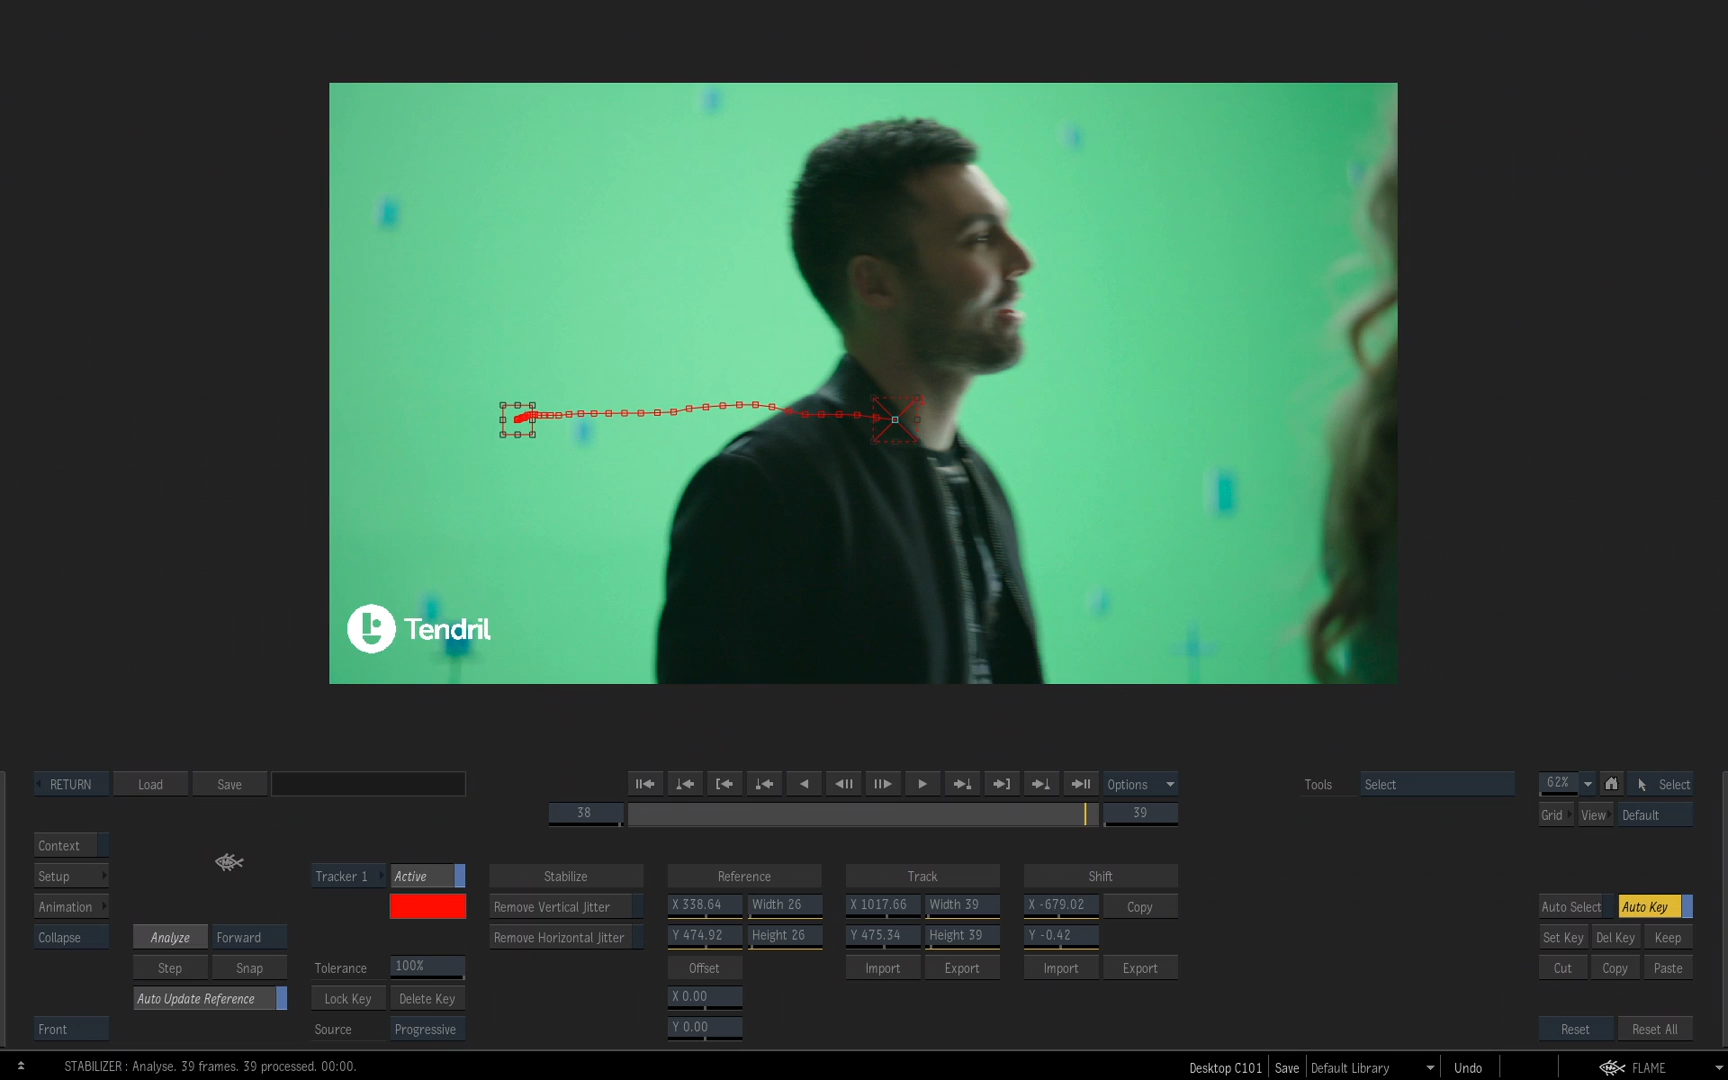 Tendril
RETURN Load Save Options Tools Select 62% Select
38 39 Grid View Default
Context
Setup Tracker 1 Active Stabilize Reference Track Shift
Animation Remove Vertical Jitter X 338.64 Width 26 X 1017.66 Width 39 X -679.02 Copy Auto Select Auto Key
Collapse Analyze Forward Remove Horizontal Jitter Y 474.92 Height 26 Y 475.34 Height 39 Y -0.42 Set Key Del Key Keep
Step Snap Tolerance 100% Offset Import Export Import Export Cut Copy Paste
Auto Update Reference Lock Key Delete Key X 0.00
Front Source Progressive Y 0.00 Reset Reset All
STABILIZER : Analyse. 39 frames. 39 processed. 00:00. Desktop C101 Save Default Library Undo FLAME